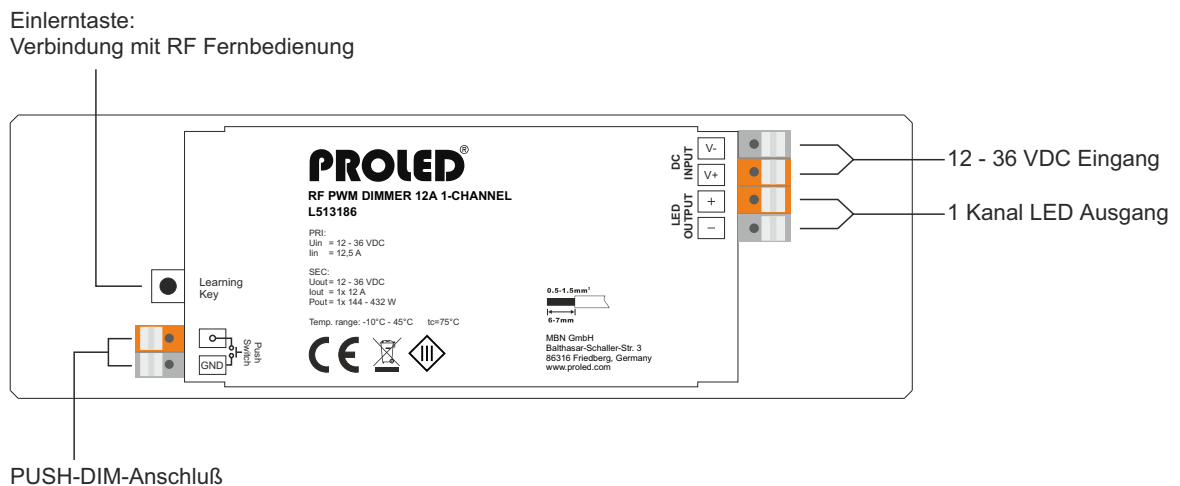 Einlerntaste:
Verbindung mit RF Fernbedienung
PROLED®
RF PWM DIMMER 12A 1-CHANNEL
L513186
PRI:
Uin = 12 - 36 VDC
Iin = 12,5 A
SEC:
Uout = 12 - 36 VDC
Iout = 1x 12 A
Pout = 1x 144 - 432 W
Temp. range: -10°C - 45°C tc=75°C
CE
III
0.5-1.5mm²
6-7mm
MBN GmbH
Balthasar-Schaller-Str. 3
86316 Friedberg, Germany
www.proled.com
Learning
Key
Push
Switch
GND
DC
INPUT
V-
V+
LED
OUTPUT
+
–
12 - 36 VDC Eingang
1 Kanal LED Ausgang
PUSH-DIM-Anschluß